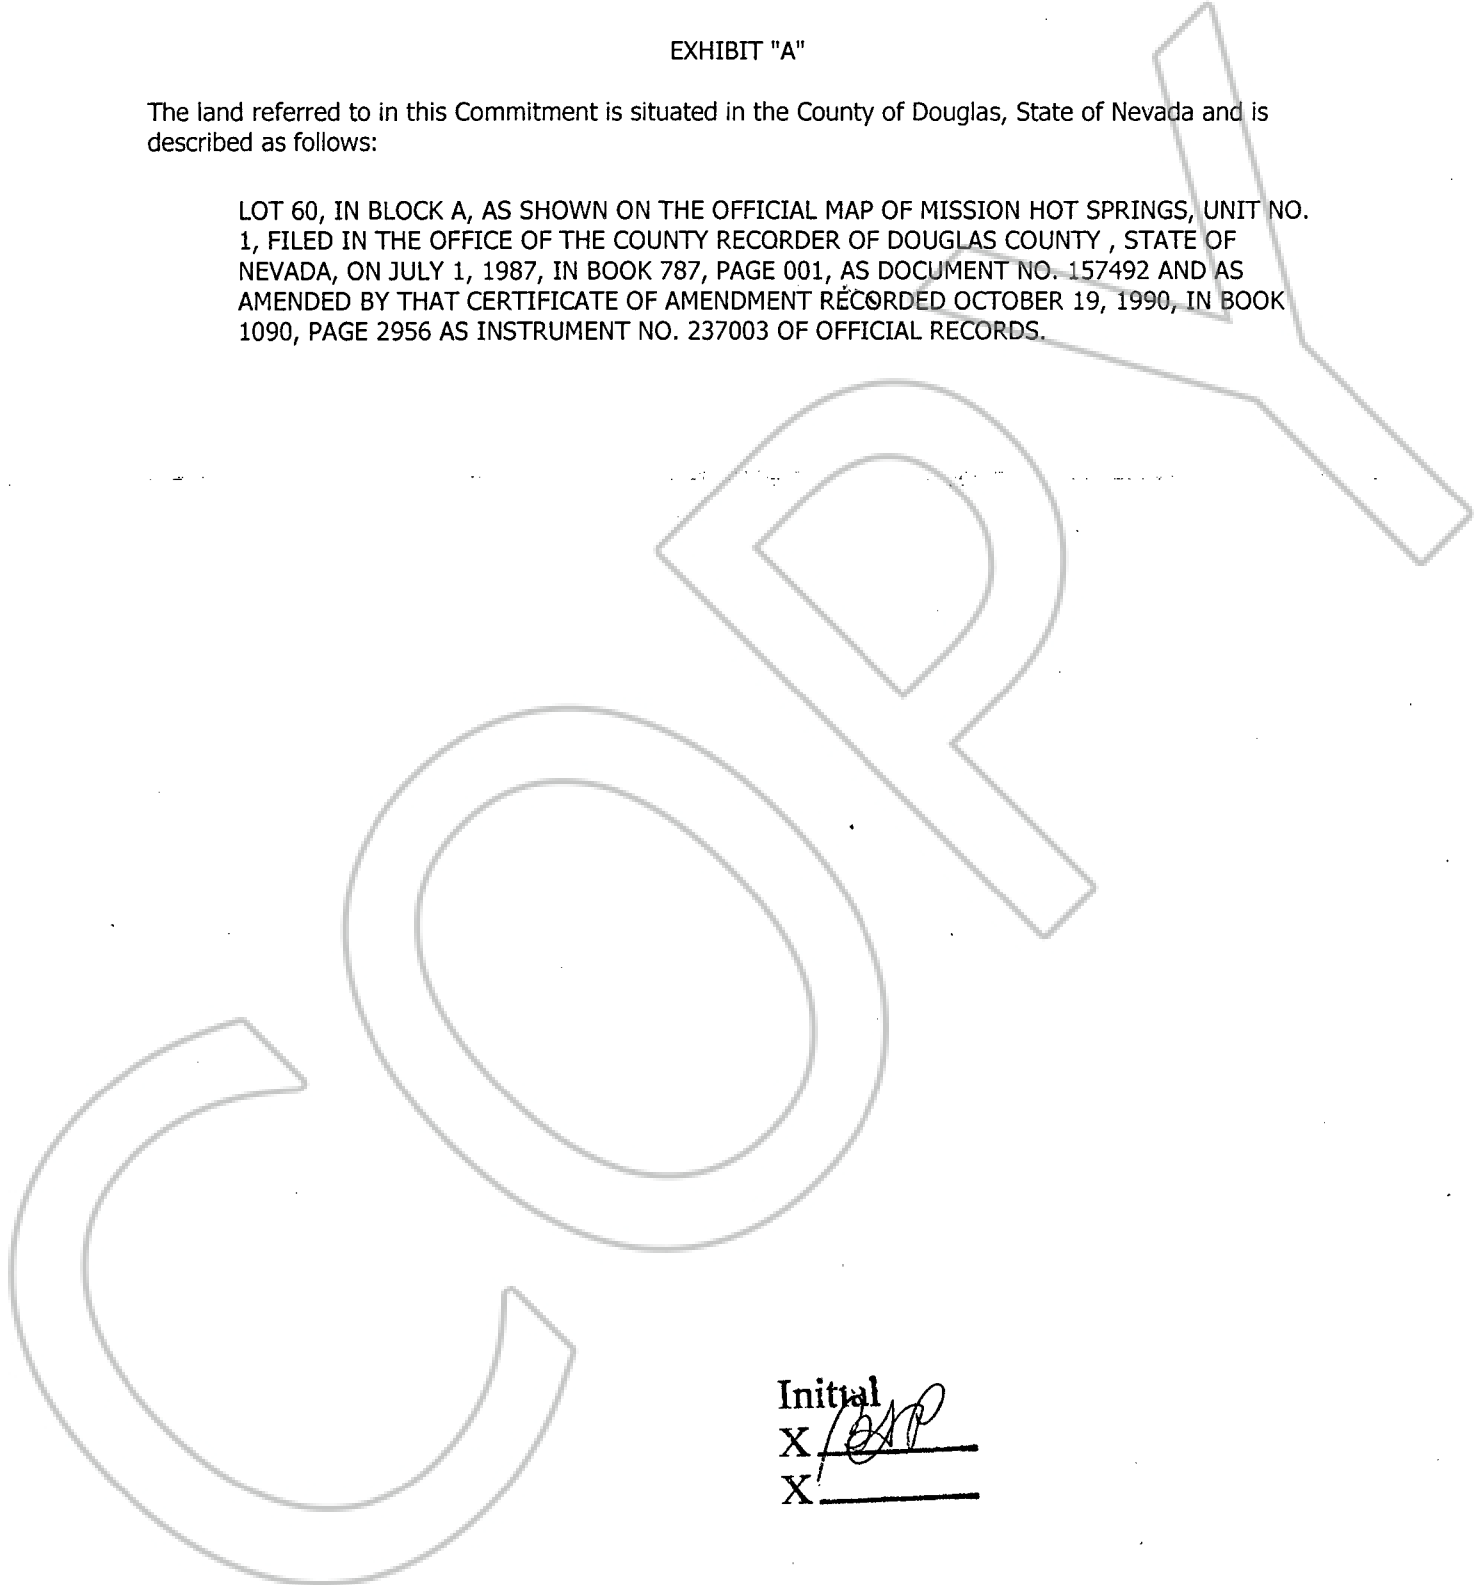 EXHIBIT "A"
The land referred to in this Commitment is situated in the County of Douglas, State of Nevada and is
described as follows:
LOT 60, IN BLOCK A, AS SHOWN ON THE OFFICIAL MAP OF MISSION HOT SPRINGS, UNIT NO.
1, FILED IN THE OFFICE OF THE COUNTY RECORDER OF DOUGLAS COUNTY , STATE OF
NEVADA, ON JULY 1, 1987, IN BOOK 787, PAGE 001, AS DOCUMENT NO. 157492 AND AS
AMENDED BY THAT CERTIFICATE OF AMENDMENT RECORDED OCTOBER 19, 1990, IN BOOK
1090, PAGE 2956 AS INSTRUMENT NO. 237003 OF OFFICIAL RECORDS.
COPY
Initial
X
X